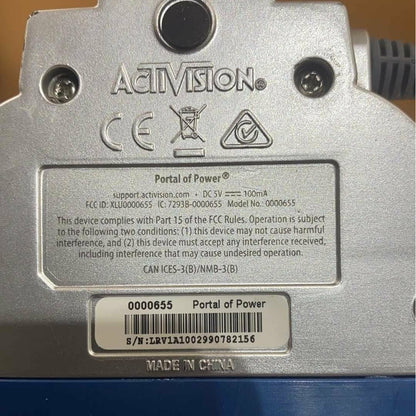 ACTIVISION®
CE
Portal of Power®
support.activision.com • DC 5V 100mA
FCC ID: XLU0000655 IC: 7293B-0000655 Model No.: 0000655
This device complies with Part 15 of the FCC Rules. Operation is subject
to the following two conditions: (1) this device may not cause harmful
interference, and (2) this device must accept any interference received,
including interference that may cause undesired operation.
CAN ICES-3(B)/NMB-3(B)
0000655 Portal of Power
S/N:LRV1A1002990782156
MADE IN CHINA